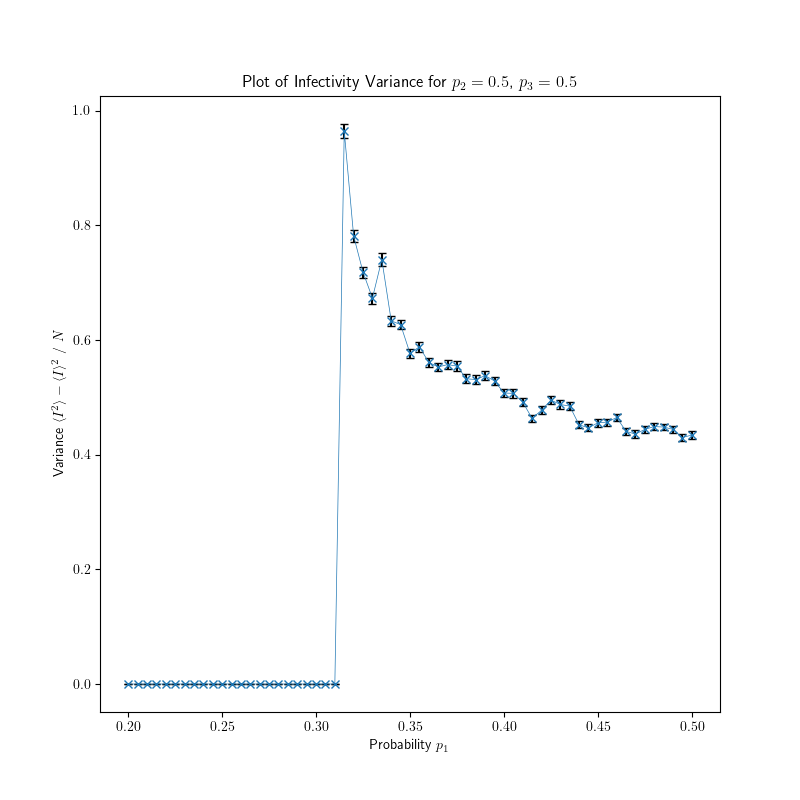 Plot of Infectivity Variance for p₂ = 0.5, p₃ = 0.5
1.0
0.8
0.6
0.4
0.2
0.0
Variance ⟨I²⟩ − ⟨I⟩² / N
0.20 0.25 0.30 0.35 0.40 0.45 0.50
Probability p₁